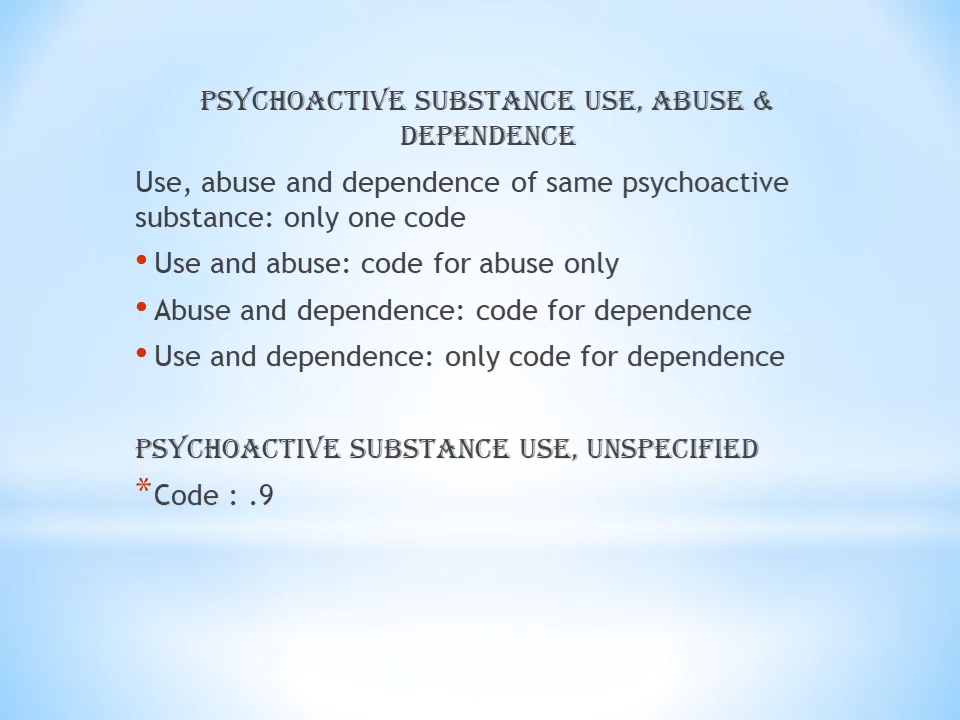 PSYCHOACTIVE SUBSTANCE USE, ABUSE &
DEPENDENCE
Use, abuse and dependence of same psychoactive
substance: only one code
• Use and abuse: code for abuse only
• Abuse and dependence: code for dependence
• Use and dependence: only code for dependence
PSYCHOACTIVE SUBSTANCE USE, UNSPECIFIED
* Code : .9